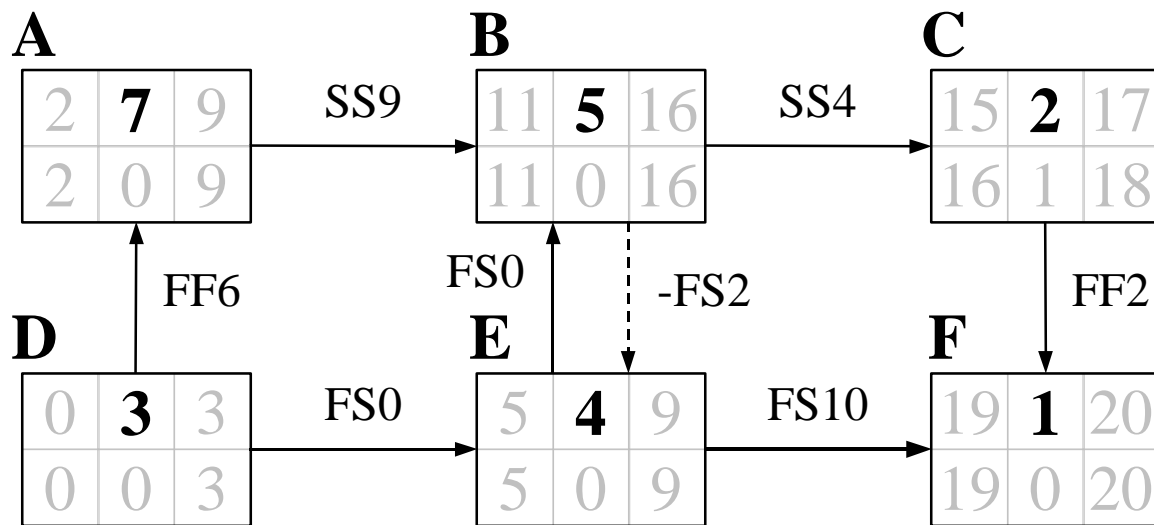 A B C
2 7 9 SS9 11 5 16 SS4 15 2 17
2 0 9 11 0 16 16 1 18
FF6 FS0 -FS2 FF2
D E F
0 3 3 FS0 5 4 9 FS10 19 1 20
0 0 3 5 0 9 19 0 20